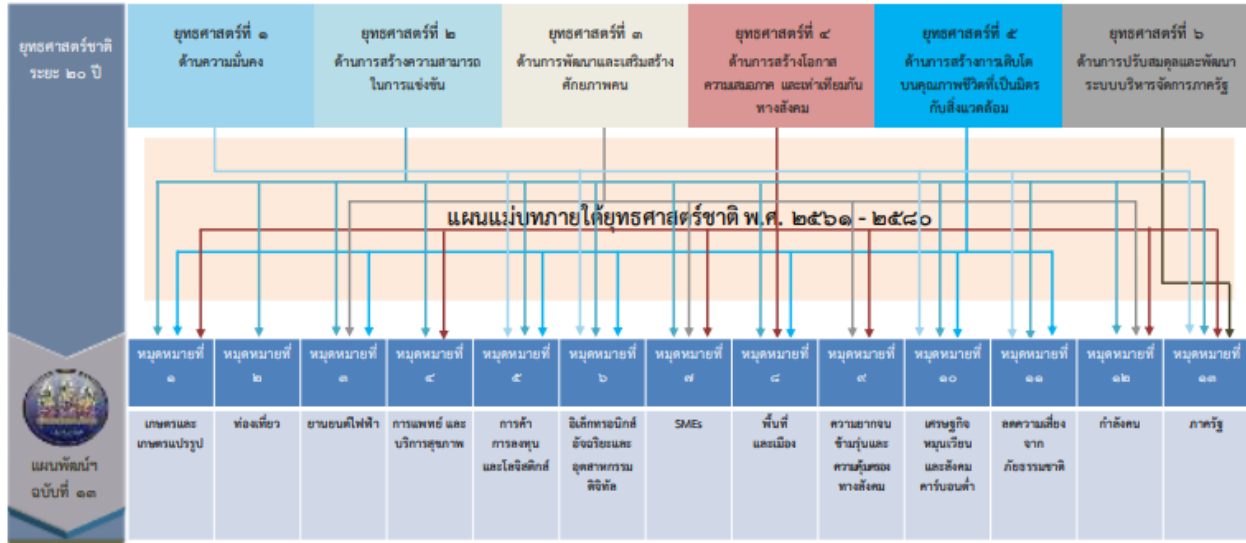 ยุทธศาสตร์ชาติ
ระยะ ๒๐ ปี
ยุทธศาสตร์ที่ ๑
ด้านความมั่นคง
ยุทธศาสตร์ที่ ๒
ด้านการสร้างความสามารถ
ในการแข่งขัน
ยุทธศาสตร์ที่ ๓
ด้านการพัฒนาและเสริมสร้าง
ศักยภาพคน
ยุทธศาสตร์ที่ ๔
ด้านการสร้างโอกาส
ความเสมอภาค และเท่าเทียมกัน
ทางสังคม
ยุทธศาสตร์ที่ ๕
ด้านการสร้างการเติบโต
บนคุณภาพชีวิตที่เป็นมิตร
กับสิ่งแวดล้อม
ยุทธศาสตร์ที่ ๖
ด้านการปรับสมดุลและพัฒนา
ระบบบริหารจัดการภาครัฐ
แผนแม่บทภายใต้ยุทธศาสตร์ชาติ พ.ศ. ๒๕๖๑ - ๒๕๘๐
แผนพัฒน์ฯ
ฉบับที่ ๑๓
หมุดหมายที่
๑
หมุดหมายที่
๒
หมุดหมายที่
๓
หมุดหมายที่
๔
หมุดหมายที่
๕
หมุดหมายที่
๖
หมุดหมายที่
๗
หมุดหมายที่
๘
หมุดหมายที่
๙
หมุดหมายที่
๑๐
หมุดหมายที่
๑๑
หมุดหมายที่
๑๒
หมุดหมายที่
๑๓
เกษตรและ
เกษตรแปรรูป
ท่องเที่ยว
ยานยนต์ไฟฟ้า
การแพทย์ และ
บริการสุขภาพ
การค้า
การลงทุน
และโลจิสติกส์
อิเล็กทรอนิกส์
อัจฉริยะและ
อุตสาหกรรม
ดิจิทัล
SMEs
พื้นที่
และเมือง
ความยากจน
ข้ามรุ่นและ
ความคุ้มครอง
ทางสังคม
เศรษฐกิจ
หมุนเวียน
และสังคม
คาร์บอนต่ำ
ลดความเสี่ยง
จาก
ภัยธรรมชาติ
กำลังคน
ภาครัฐ